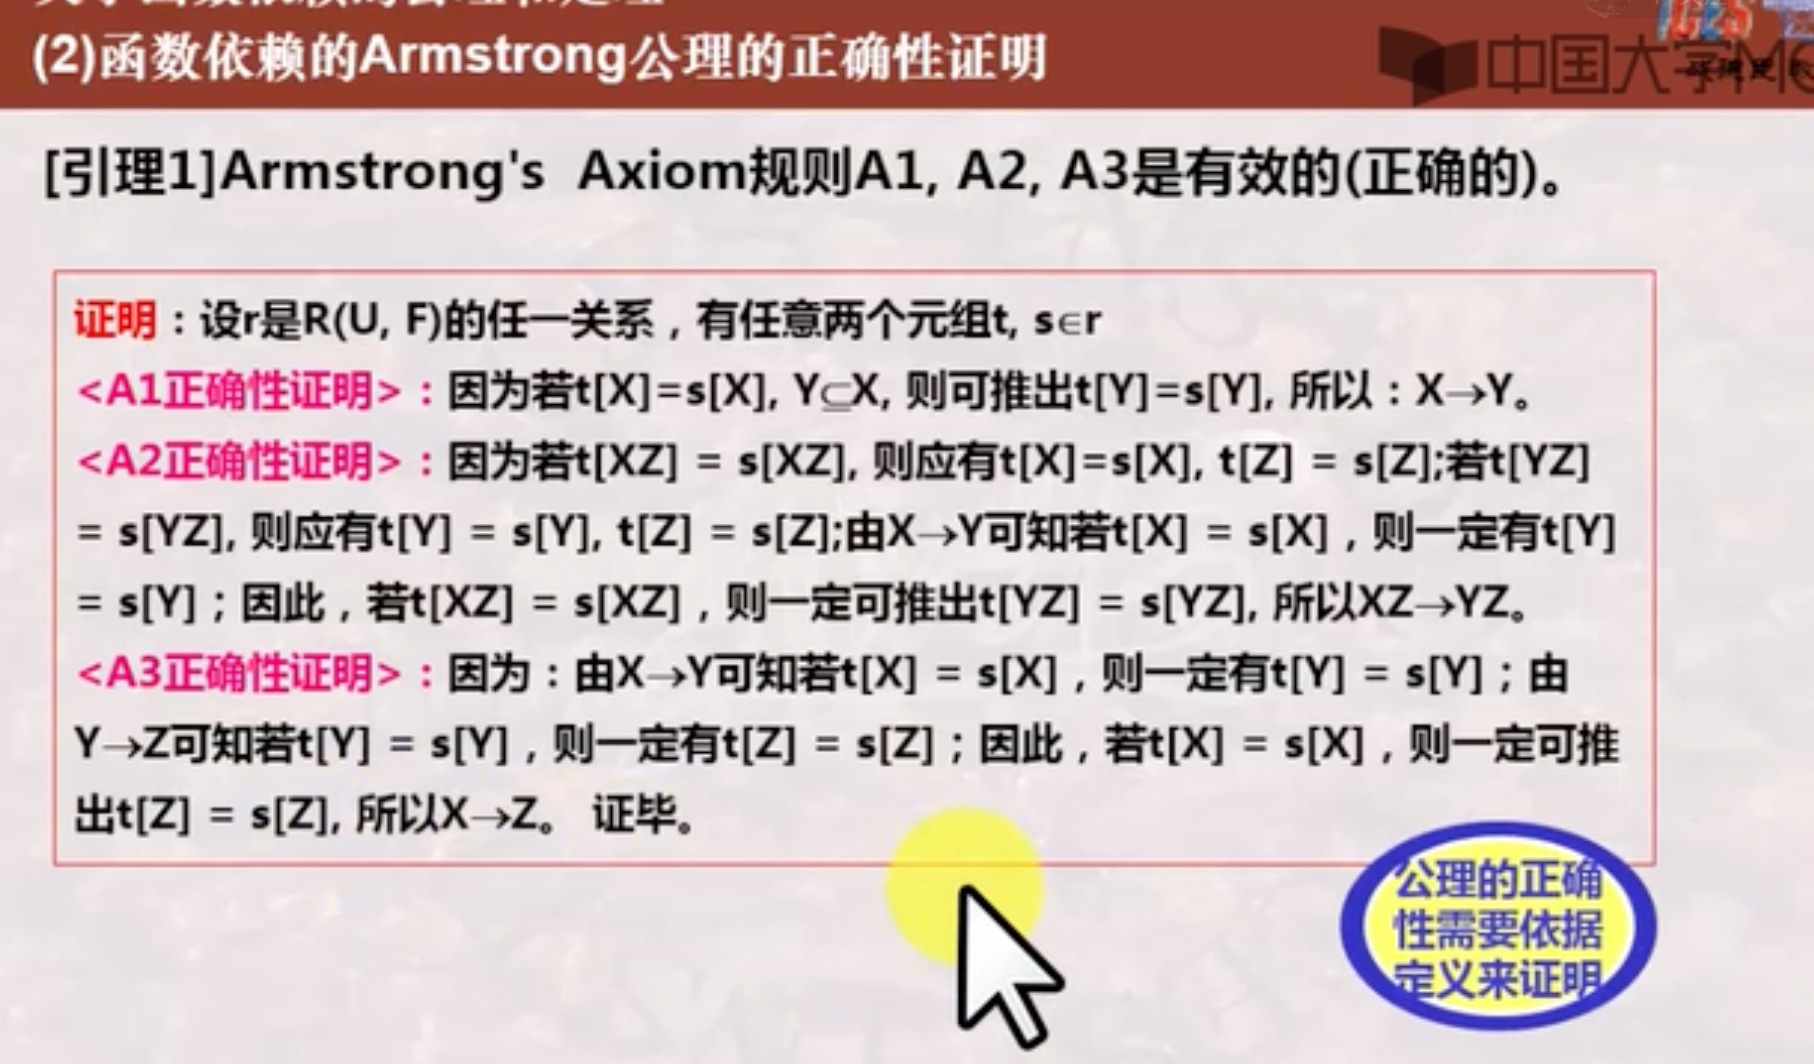 (2)函数依赖的Armstrong公理的正确性证明
中国大学MO
[引理1]Armstrong's Axiom规则A1, A2, A3是有效的(正确的)。
证明：设r是R(U, F)的任一关系，有任意两个元组t, s∈r
<A1正确性证明>：因为若t[X]=s[X], Y⊆X, 则可推出t[Y]=s[Y], 所以：X→Y。
<A2正确性证明>：因为若t[XZ] = s[XZ], 则应有t[X]=s[X], t[Z] = s[Z];若t[YZ]
= s[YZ], 则应有t[Y] = s[Y], t[Z] = s[Z];由X→Y可知若t[X] = s[X]，则一定有t[Y]
= s[Y]；因此，若t[XZ] = s[XZ]，则一定可推出t[YZ] = s[YZ], 所以XZ→YZ。
<A3正确性证明>：因为：由X→Y可知若t[X] = s[X]，则一定有t[Y] = s[Y]；由
Y→Z可知若t[Y] = s[Y]，则一定有t[Z] = s[Z]；因此，若t[X] = s[X]，则一定可推
出t[Z] = s[Z], 所以X→Z。 证毕。
公理的正确
性需要依据
定义来证明